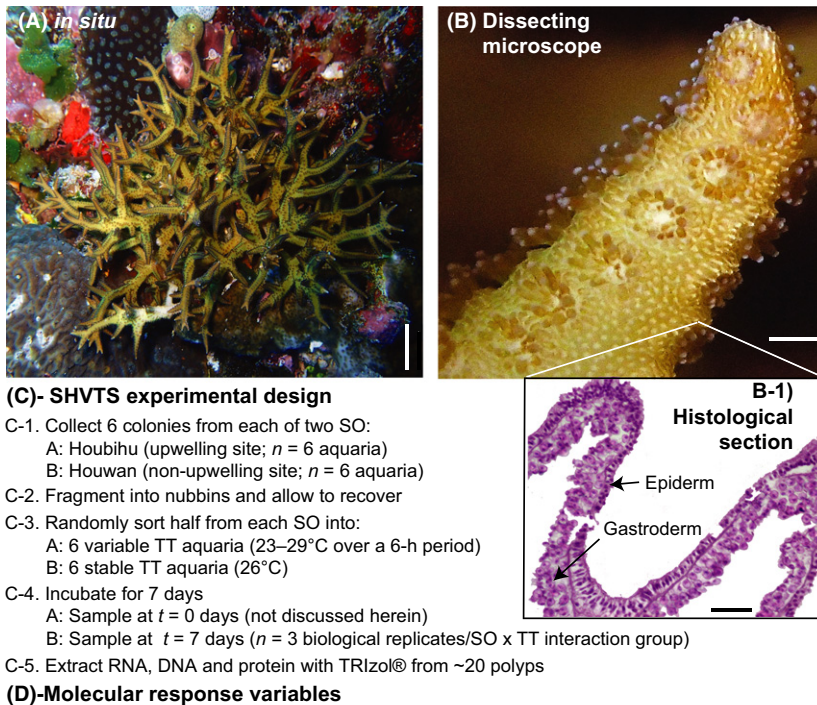 (A) in situ
(B) Dissecting
microscope
(C)- SHVTS experimental design
C-1. Collect 6 colonies from each of two SO:
A: Houbihu (upwelling site; n = 6 aquaria)
B: Houwan (non-upwelling site; n = 6 aquaria)
C-2. Fragment into nubbins and allow to recover
C-3. Randomly sort half from each SO into:
A: 6 variable TT aquaria (23–29°C over a 6-h period)
B: 6 stable TT aquaria (26°C)
C-4. Incubate for 7 days
A: Sample at t = 0 days (not discussed herein)
B: Sample at t = 7 days (n = 3 biological replicates/SO x TT interaction group)
C-5. Extract RNA, DNA and protein with TRIzol® from ~20 polyps
B-1)
Histological
section
Epiderm
Gastroderm
(D)-Molecular response variables